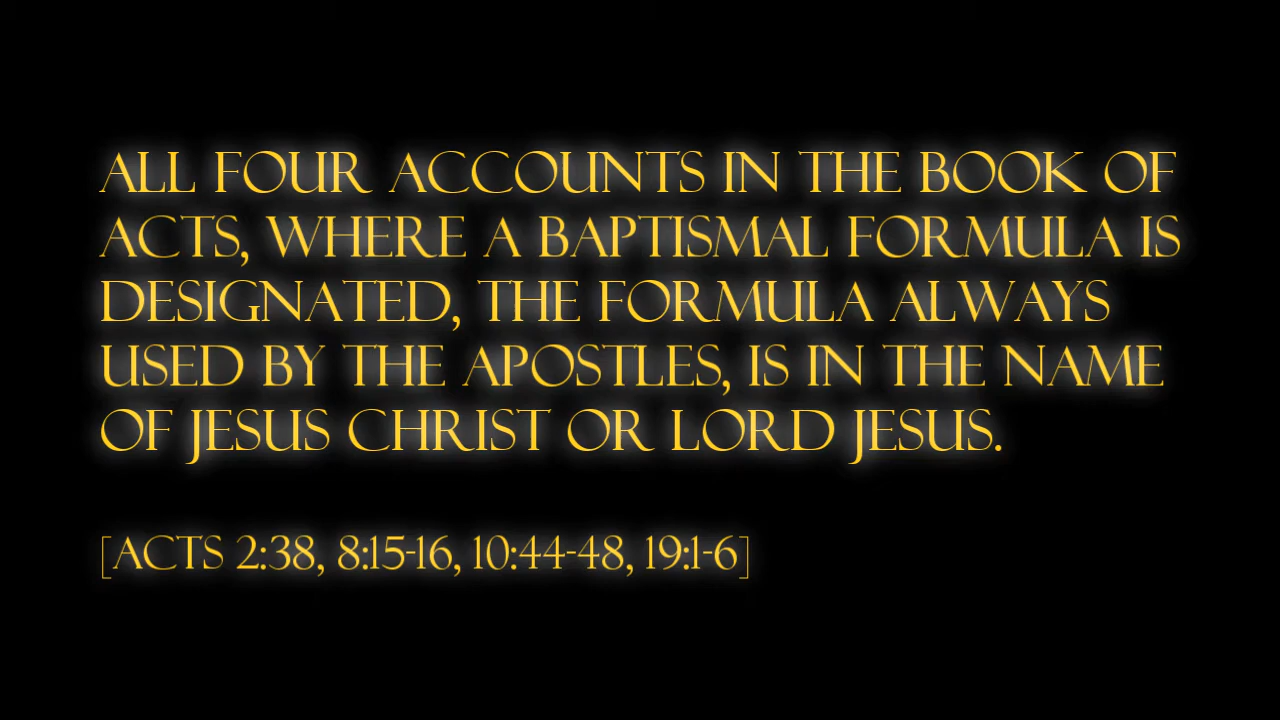 ALL FOUR ACCOUNTS IN THE BOOK OF
ACTS, WHERE A BAPTISMAL FORMULA IS
DESIGNATED, THE FORMULA ALWAYS
USED BY THE APOSTLES, IS IN THE NAME
OF JESUS CHRIST OR LORD JESUS.
[ACTS 2:38, 8:15-16, 10:44-48, 19:1-6]